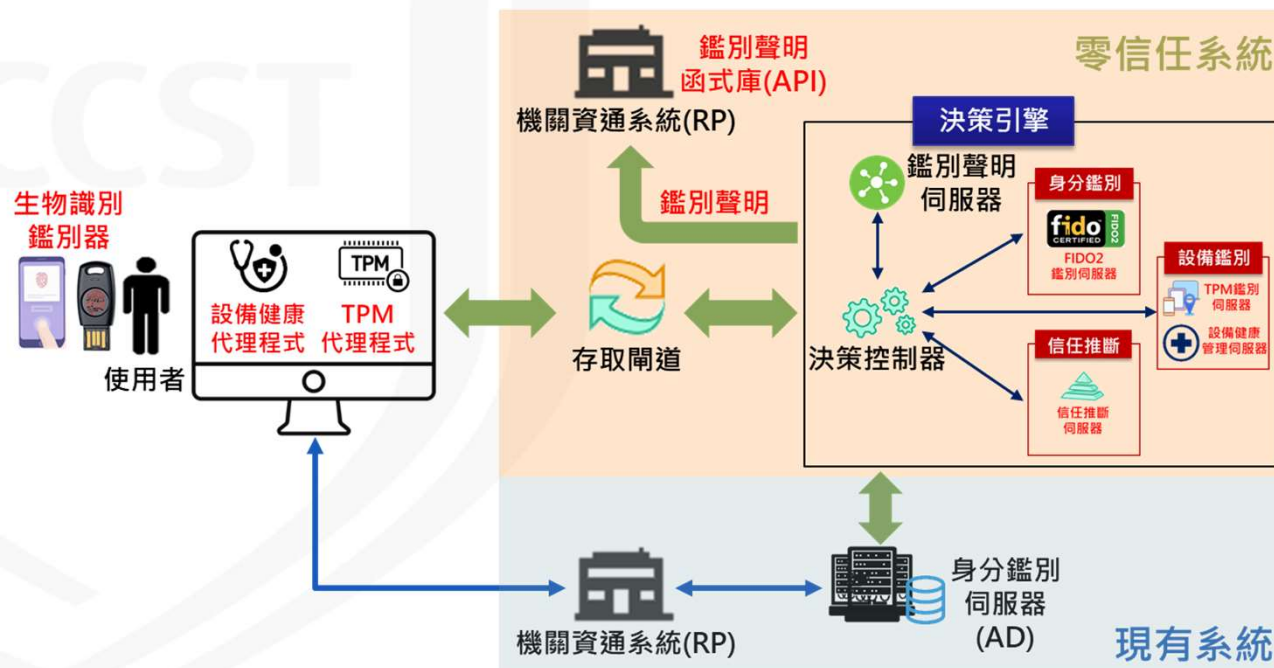 CCST
零信任系統
鑑別聲明
函式庫(API)
機關資通系統(RP)
決策引擎
鑑別聲明
伺服器
身分鑑別
fido
CERTIFIED
FIDO2
FIDO2
鑑別伺服器
設備鑑別
TPM鑑別
伺服器
設備健康
管理伺服器
鑑別聲明
生物識別
鑑別器
使用者
TPM
設備健康
代理程式
TPM
代理程式
存取閘道
決策控制器
信任推斷
信任推斷
伺服器
機關資通系統(RP)
身分鑑別
伺服器
(AD)
現有系統